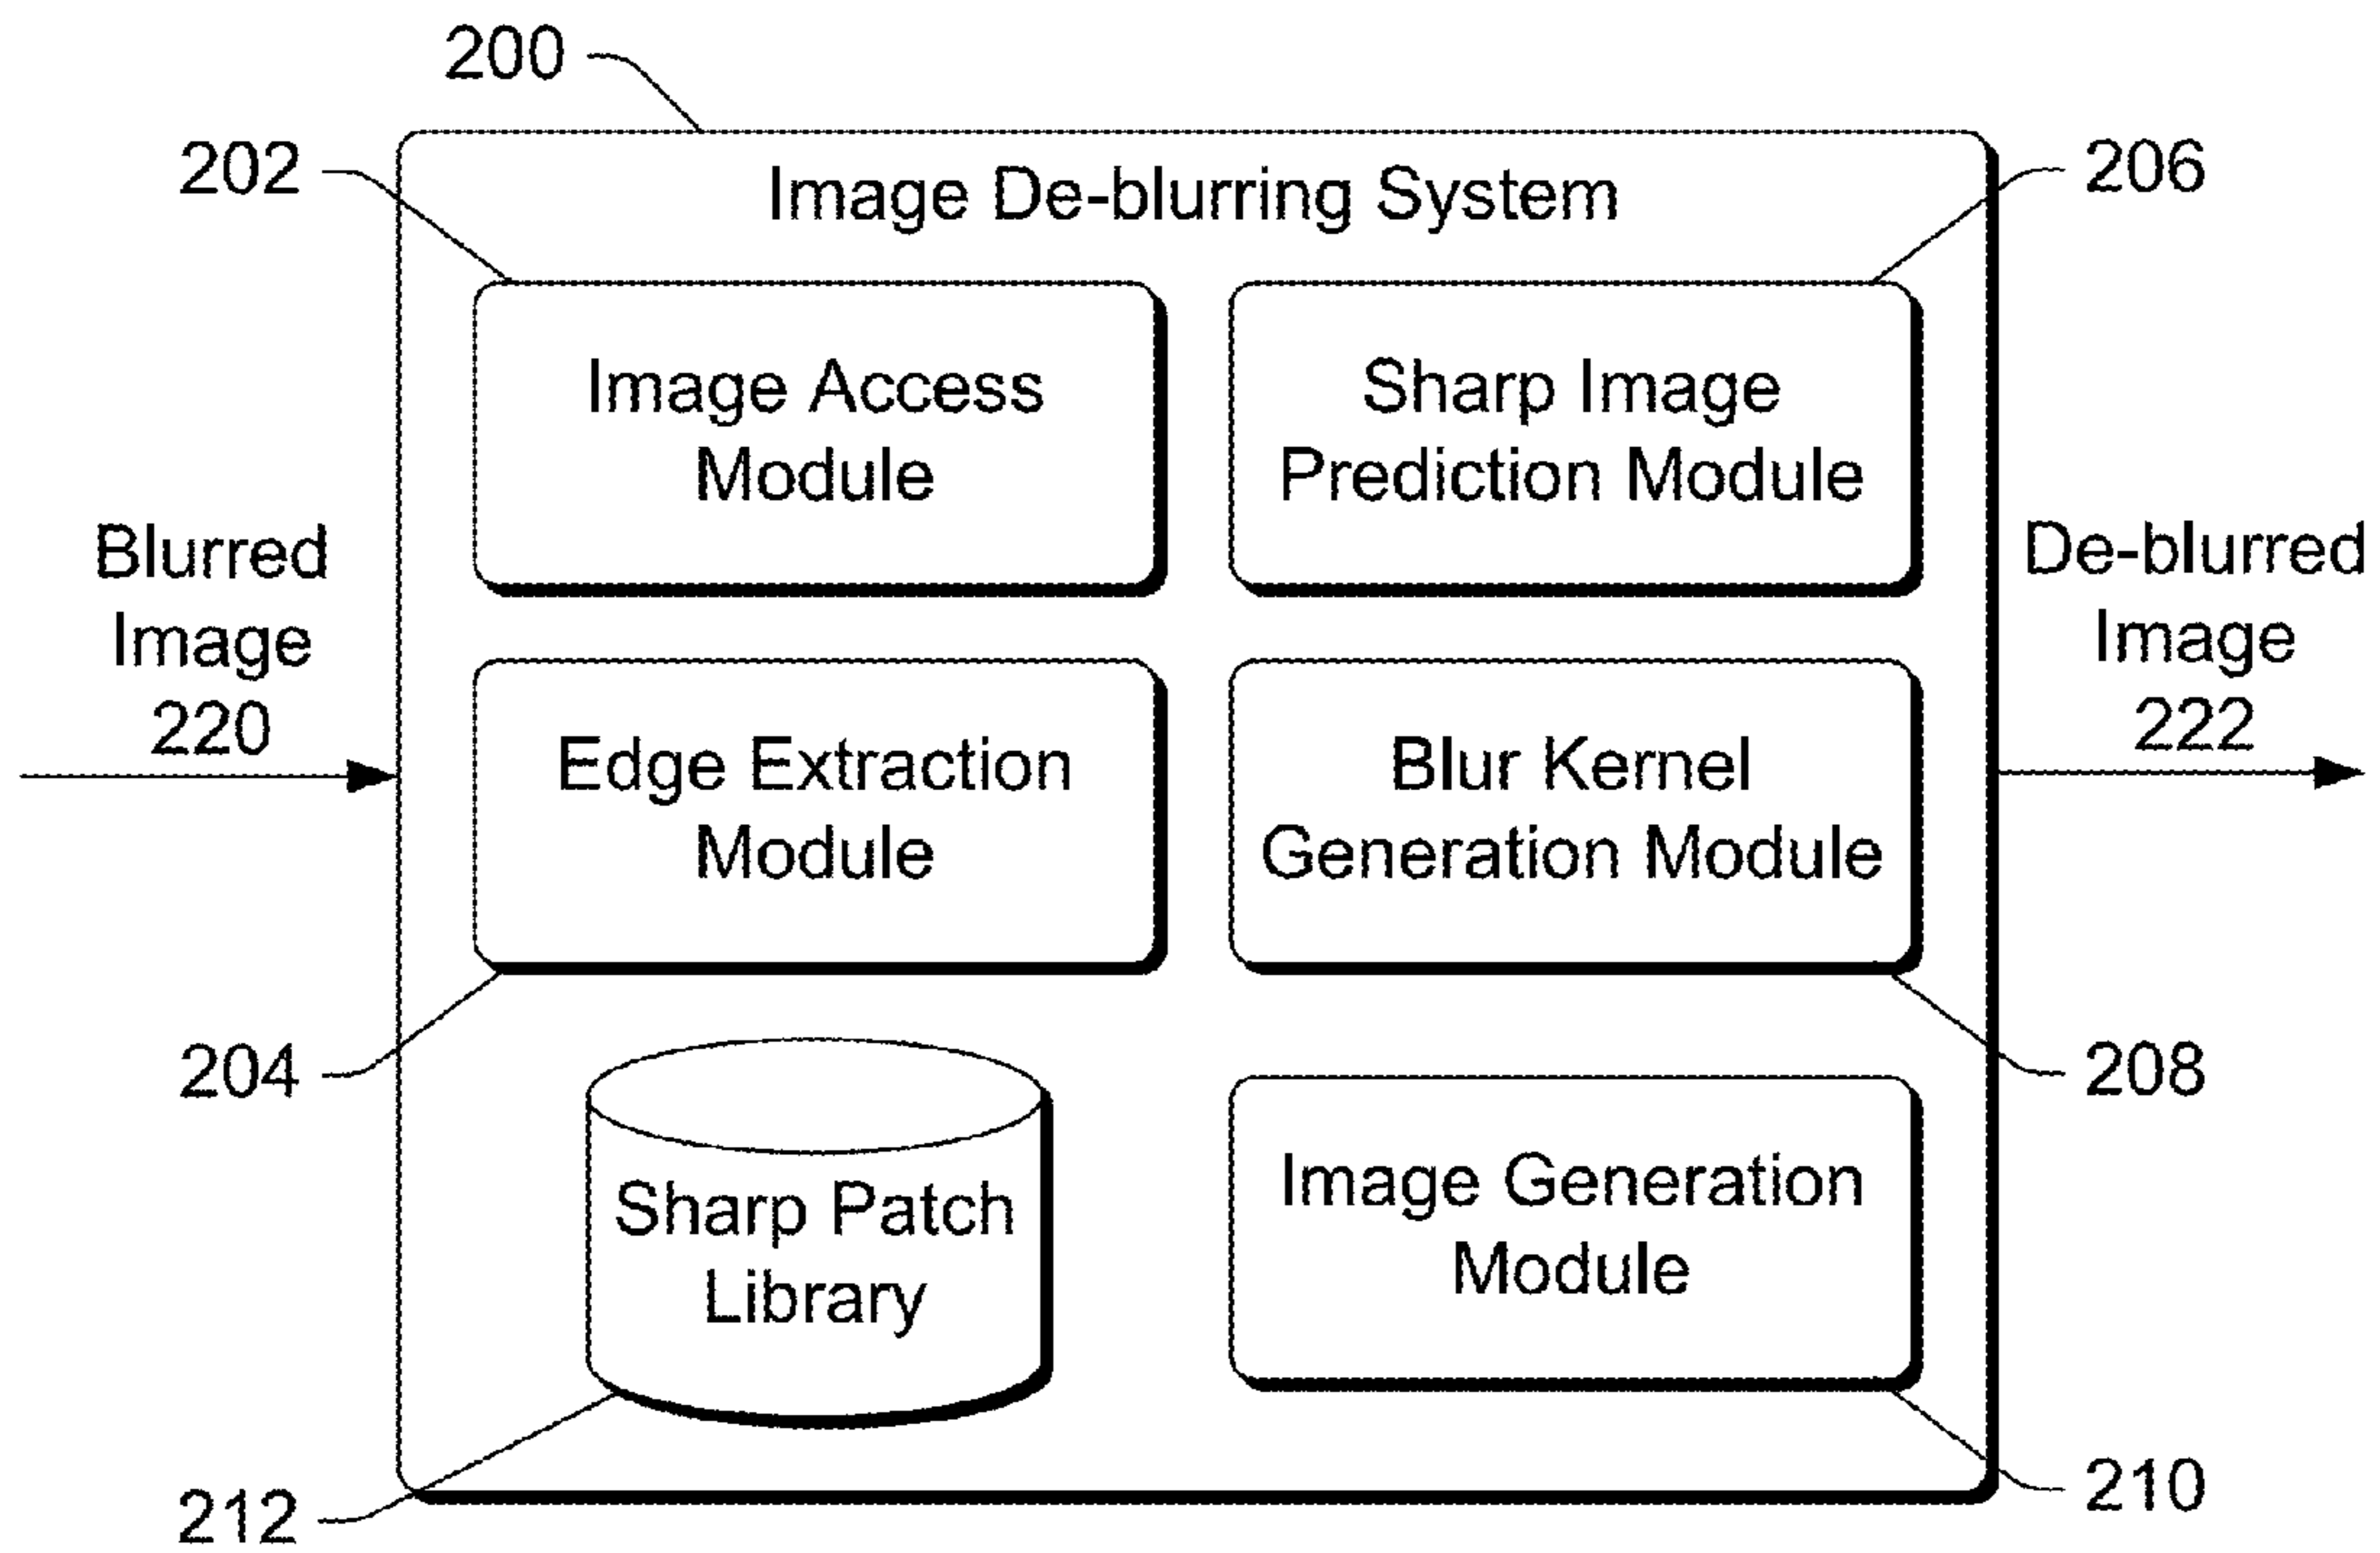 200
202
206
Image De-blurring System
Image Access
Module
Sharp Image
Prediction Module
Blurred
Image
220
De-blurred
Image
222
Edge Extraction
Module
Blur Kernel
Generation Module
204
208
Sharp Patch
Library
Image Generation
Module
212
210